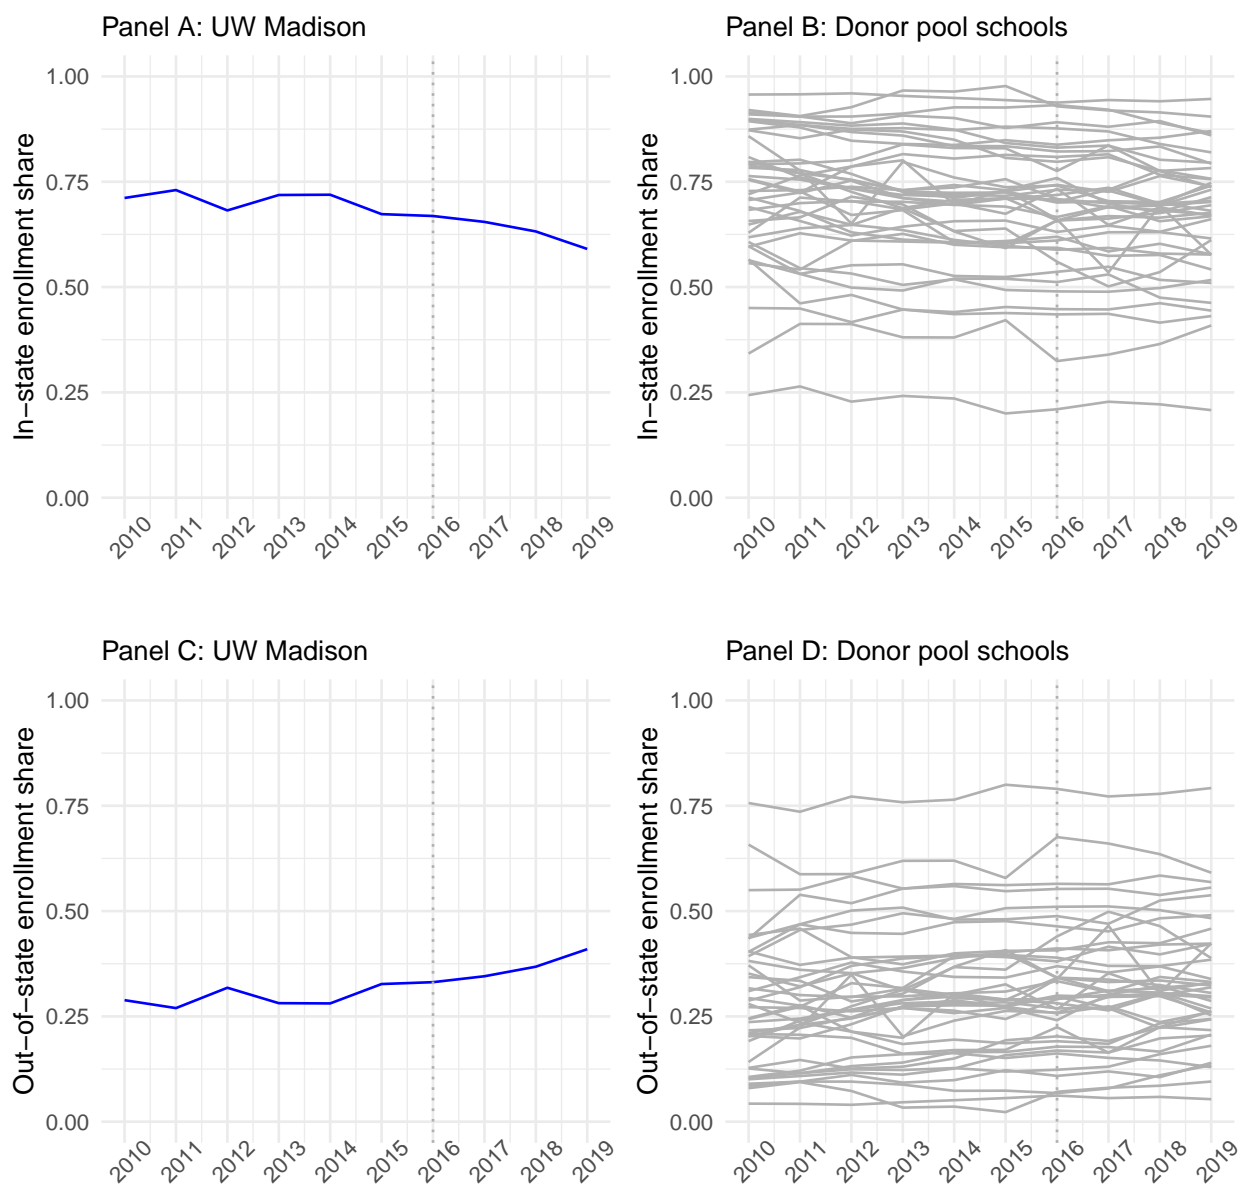 Panel A: UW Madison
In−state enrollment share
1.00
0.75
0.50
0.25
0.00
2010 2011 2012 2013 2014 2015 2016 2017 2018 2019
Panel B: Donor pool schools
In−state enrollment share
1.00
0.75
0.50
0.25
0.00
2010 2011 2012 2013 2014 2015 2016 2017 2018 2019
Panel C: UW Madison
Out−of−state enrollment share
1.00
0.75
0.50
0.25
0.00
2010 2011 2012 2013 2014 2015 2016 2017 2018 2019
Panel D: Donor pool schools
Out−of−state enrollment share
1.00
0.75
0.50
0.25
0.00
2010 2011 2012 2013 2014 2015 2016 2017 2018 2019